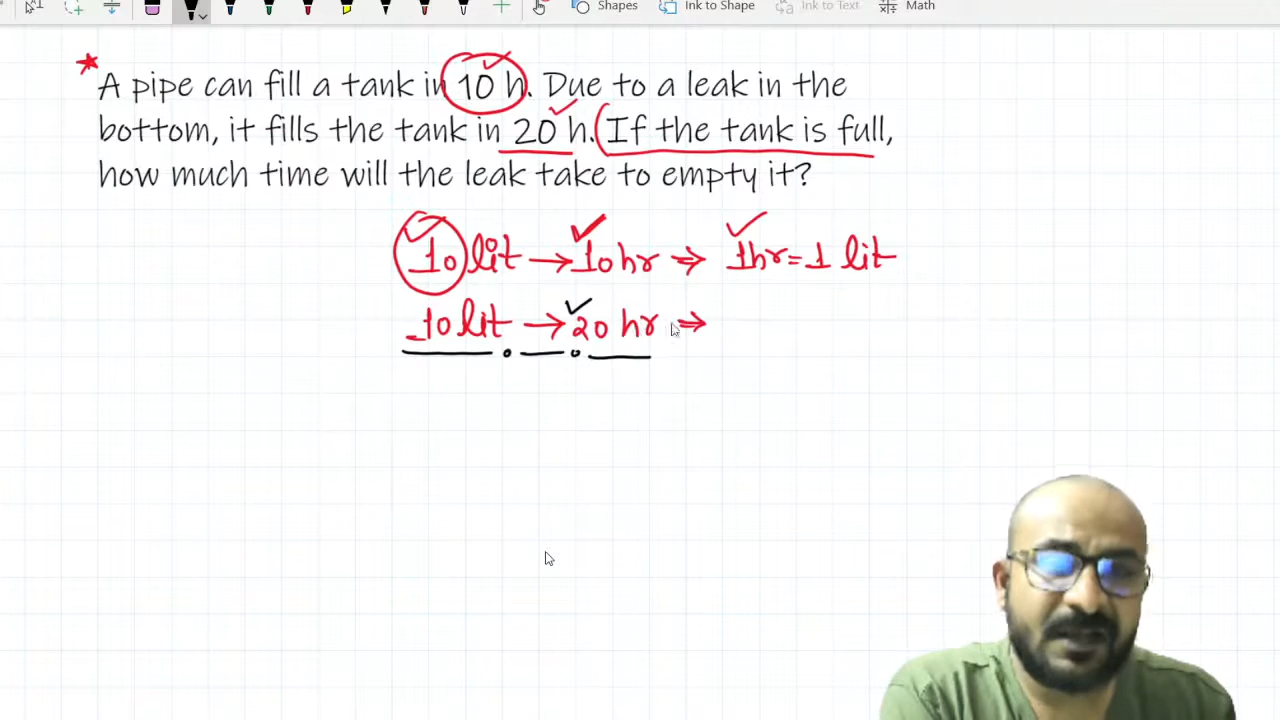 Shapes Ink to Shape Ink to Text Math
A pipe can fill a tank in 10 h. Due to a leak in the
bottom, it fills the tank in 20 h. If the tank is full,
how much time will the leak take to empty it?
10 lit → 10 hr ⇒ 1hr = 1 lit
10 lit → 20 hr ⇒